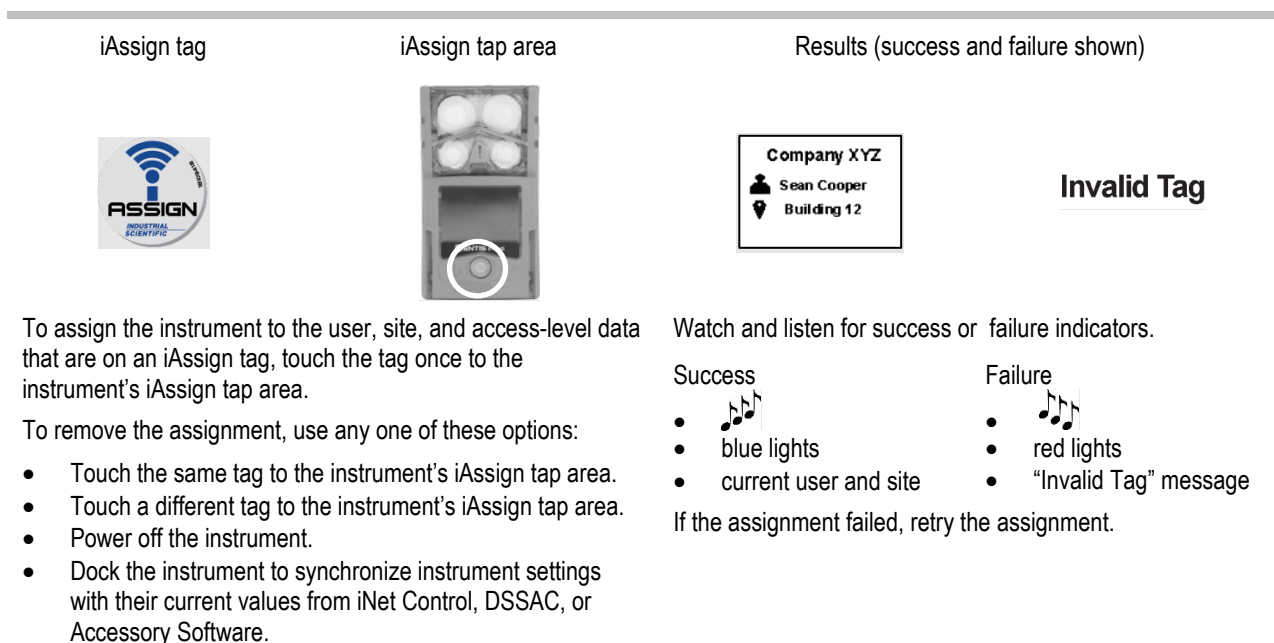 iAssign tag
iAssign tap area
Results (success and failure shown)
ASSIGN
INDUSTRIAL
SCIENTIFIC
Company XYZ
Sean Cooper
Building 12
Invalid Tag
To assign the instrument to the user, site, and access-level data
that are on an iAssign tag, touch the tag once to the
instrument's iAssign tap area.
To remove the assignment, use any one of these options:
• Touch the same tag to the instrument's iAssign tap area.
• Touch a different tag to the instrument's iAssign tap area.
• Power off the instrument.
• Dock the instrument to synchronize instrument settings
with their current values from iNet Control, DSSAC, or
Accessory Software.
Watch and listen for success or failure indicators.
Success
•
• blue lights
• current user and site
Failure
•
• red lights
• "Invalid Tag" message
If the assignment failed, retry the assignment.